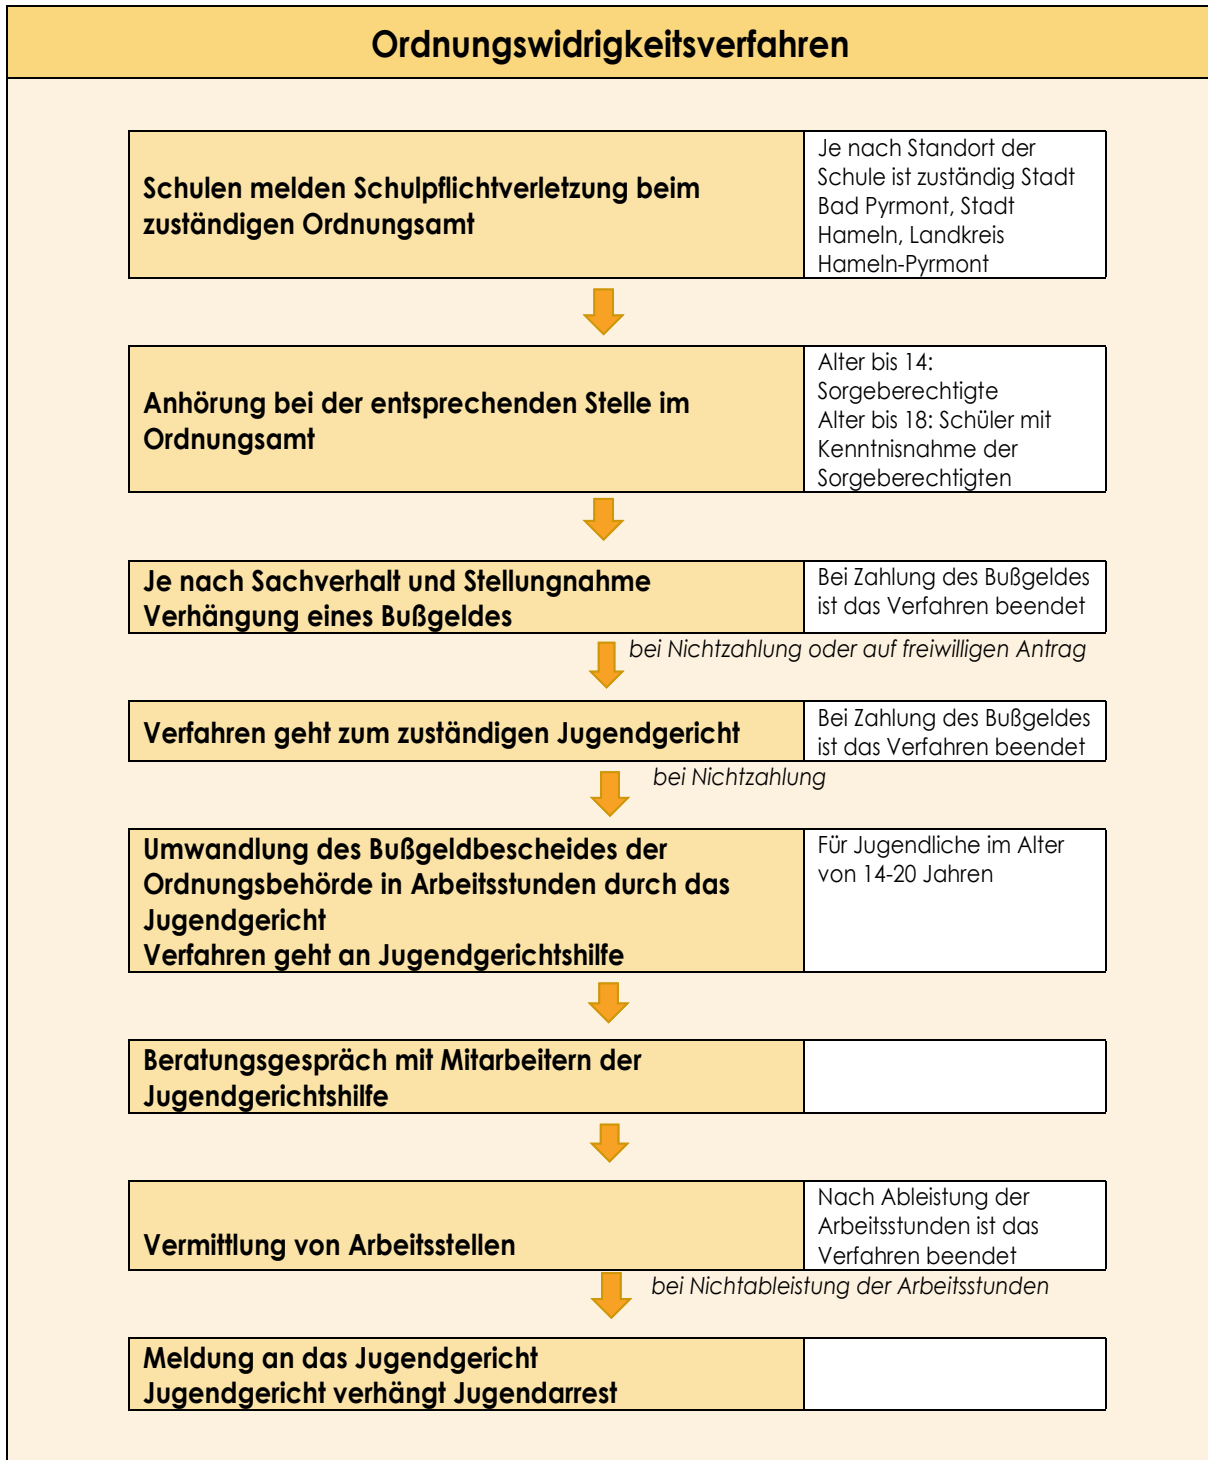 Ordnungswidrigkeitsverfahren
Schulen melden Schulpflichtverletzung beim
zuständigen Ordnungsamt
Je nach Standort der
Schule ist zuständig Stadt
Bad Pyrmont, Stadt
Hameln, Landkreis
Hameln-Pyrmont
Anhörung bei der entsprechenden Stelle im
Ordnungsamt
Alter bis 14:
Sorgeberechtigte
Alter bis 18: Schüler mit
Kenntnisnahme der
Sorgeberechtigten
Je nach Sachverhalt und Stellungnahme
Verhängung eines Bußgeldes
Bei Zahlung des Bußgeldes
ist das Verfahren beendet
bei Nichtzahlung oder auf freiwilligen Antrag
Verfahren geht zum zuständigen Jugendgericht
Bei Zahlung des Bußgeldes
ist das Verfahren beendet
bei Nichtzahlung
Umwandlung des Bußgeldbescheides der
Ordnungsbehörde in Arbeitsstunden durch das
Jugendgericht
Verfahren geht an Jugendgerichtshilfe
Für Jugendliche im Alter
von 14-20 Jahren
Beratungsgespräch mit Mitarbeitern der
Jugendgerichtshilfe
Vermittlung von Arbeitsstellen
Nach Ableistung der
Arbeitsstunden ist das
Verfahren beendet
bei Nichtableistung der Arbeitsstunden
Meldung an das Jugendgericht
Jugendgericht verhängt Jugendarrest